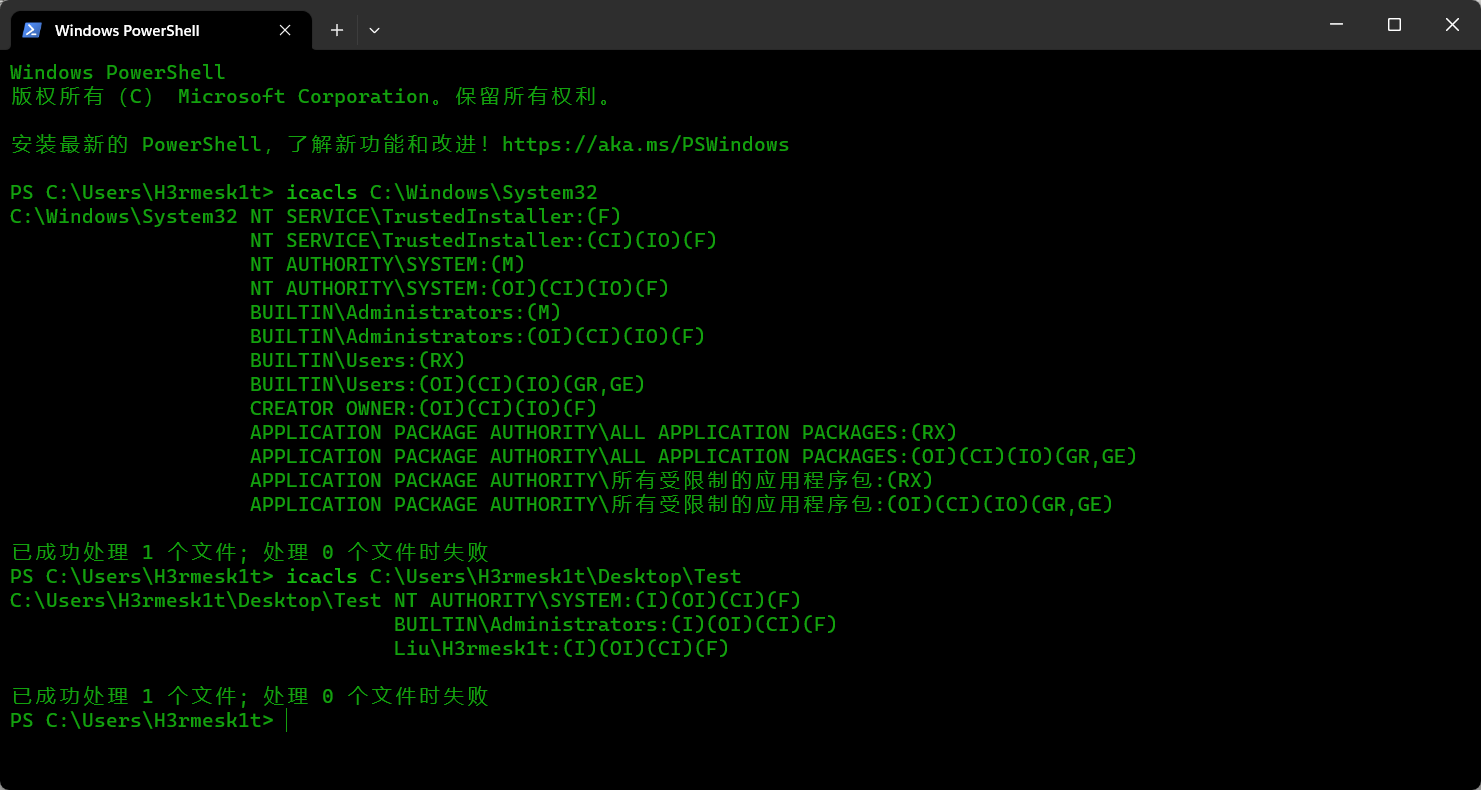 Windows PowerShell
Windows PowerShell
版权所有（C） Microsoft Corporation。保留所有权利。
安装最新的 PowerShell，了解新功能和改进！https://aka.ms/PSWindows
PS C:\Users\H3rmesk1t> icacls C:\Windows\System32
C:\Windows\System32 NT SERVICE\TrustedInstaller:(F)
NT SERVICE\TrustedInstaller:(CI)(IO)(F)
NT AUTHORITY\SYSTEM:(M)
NT AUTHORITY\SYSTEM:(OI)(CI)(IO)(F)
BUILTIN\Administrators:(M)
BUILTIN\Administrators:(OI)(CI)(IO)(F)
BUILTIN\Users:(RX)
BUILTIN\Users:(OI)(CI)(IO)(GR,GE)
CREATOR OWNER:(OI)(CI)(IO)(F)
APPLICATION PACKAGE AUTHORITY\ALL APPLICATION PACKAGES:(RX)
APPLICATION PACKAGE AUTHORITY\ALL APPLICATION PACKAGES:(OI)(CI)(IO)(GR,GE)
APPLICATION PACKAGE AUTHORITY\所有受限制的应用程序包:(RX)
APPLICATION PACKAGE AUTHORITY\所有受限制的应用程序包:(OI)(CI)(IO)(GR,GE)
已成功处理 1 个文件; 处理 0 个文件时失败
PS C:\Users\H3rmesk1t> icacls C:\Users\H3rmesk1t\Desktop\Test
C:\Users\H3rmesk1t\Desktop\Test NT AUTHORITY\SYSTEM:(I)(OI)(CI)(F)
BUILTIN\Administrators:(I)(OI)(CI)(F)
Liu\H3rmesk1t:(I)(OI)(CI)(F)
已成功处理 1 个文件; 处理 0 个文件时失败
PS C:\Users\H3rmesk1t>